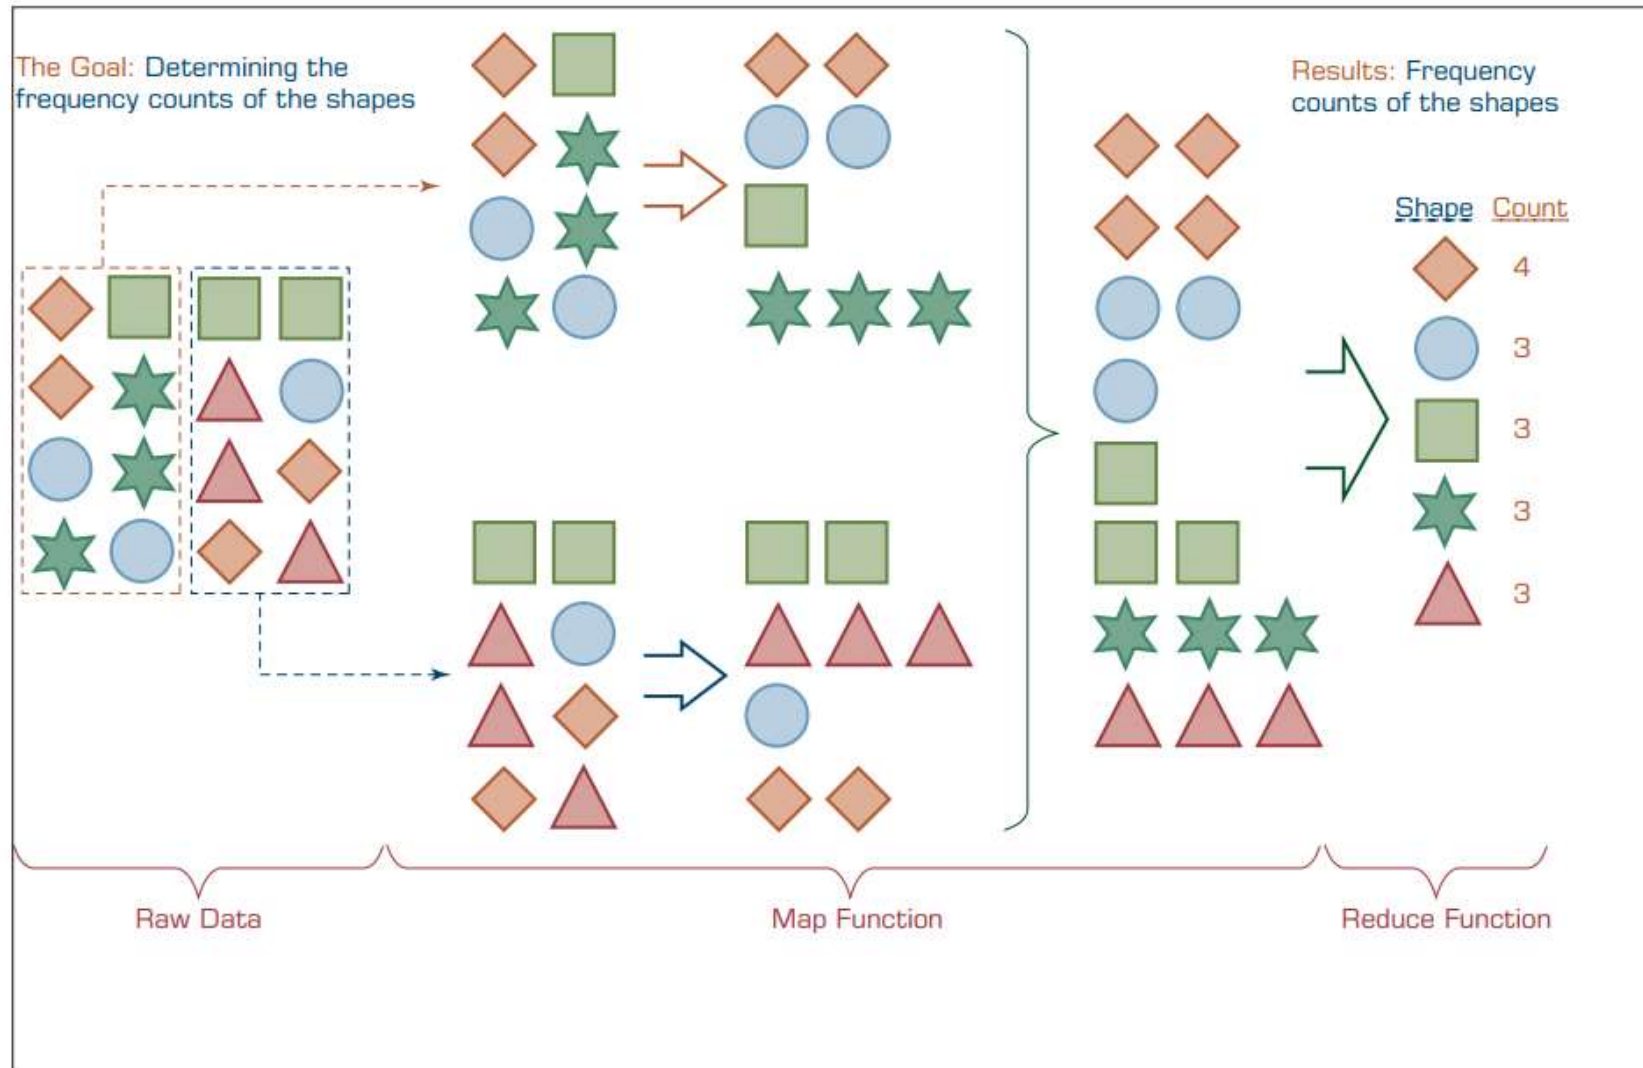 The Goal: Determining the
frequency counts of the shapes
Results: Frequency
counts of the shapes
Shape Count
4
3
3
3
3
Raw Data
Map Function
Reduce Function